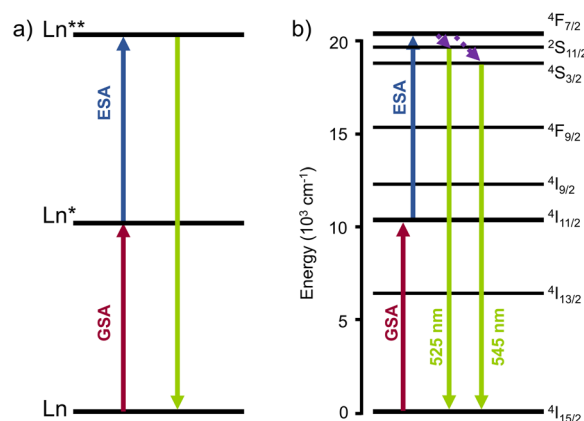 a)
Ln**
ESA
Ln*
GSA
Ln
b)
Energy (10³ cm⁻¹)
20
15
10
5
0
ESA
GSA
525 nm
545 nm
⁴F₇/₂
²S₁₁/₂
⁴S₃/₂
⁴F₉/₂
⁴I₉/₂
⁴I₁₁/₂
⁴I₁₃/₂
⁴I₁₅/₂